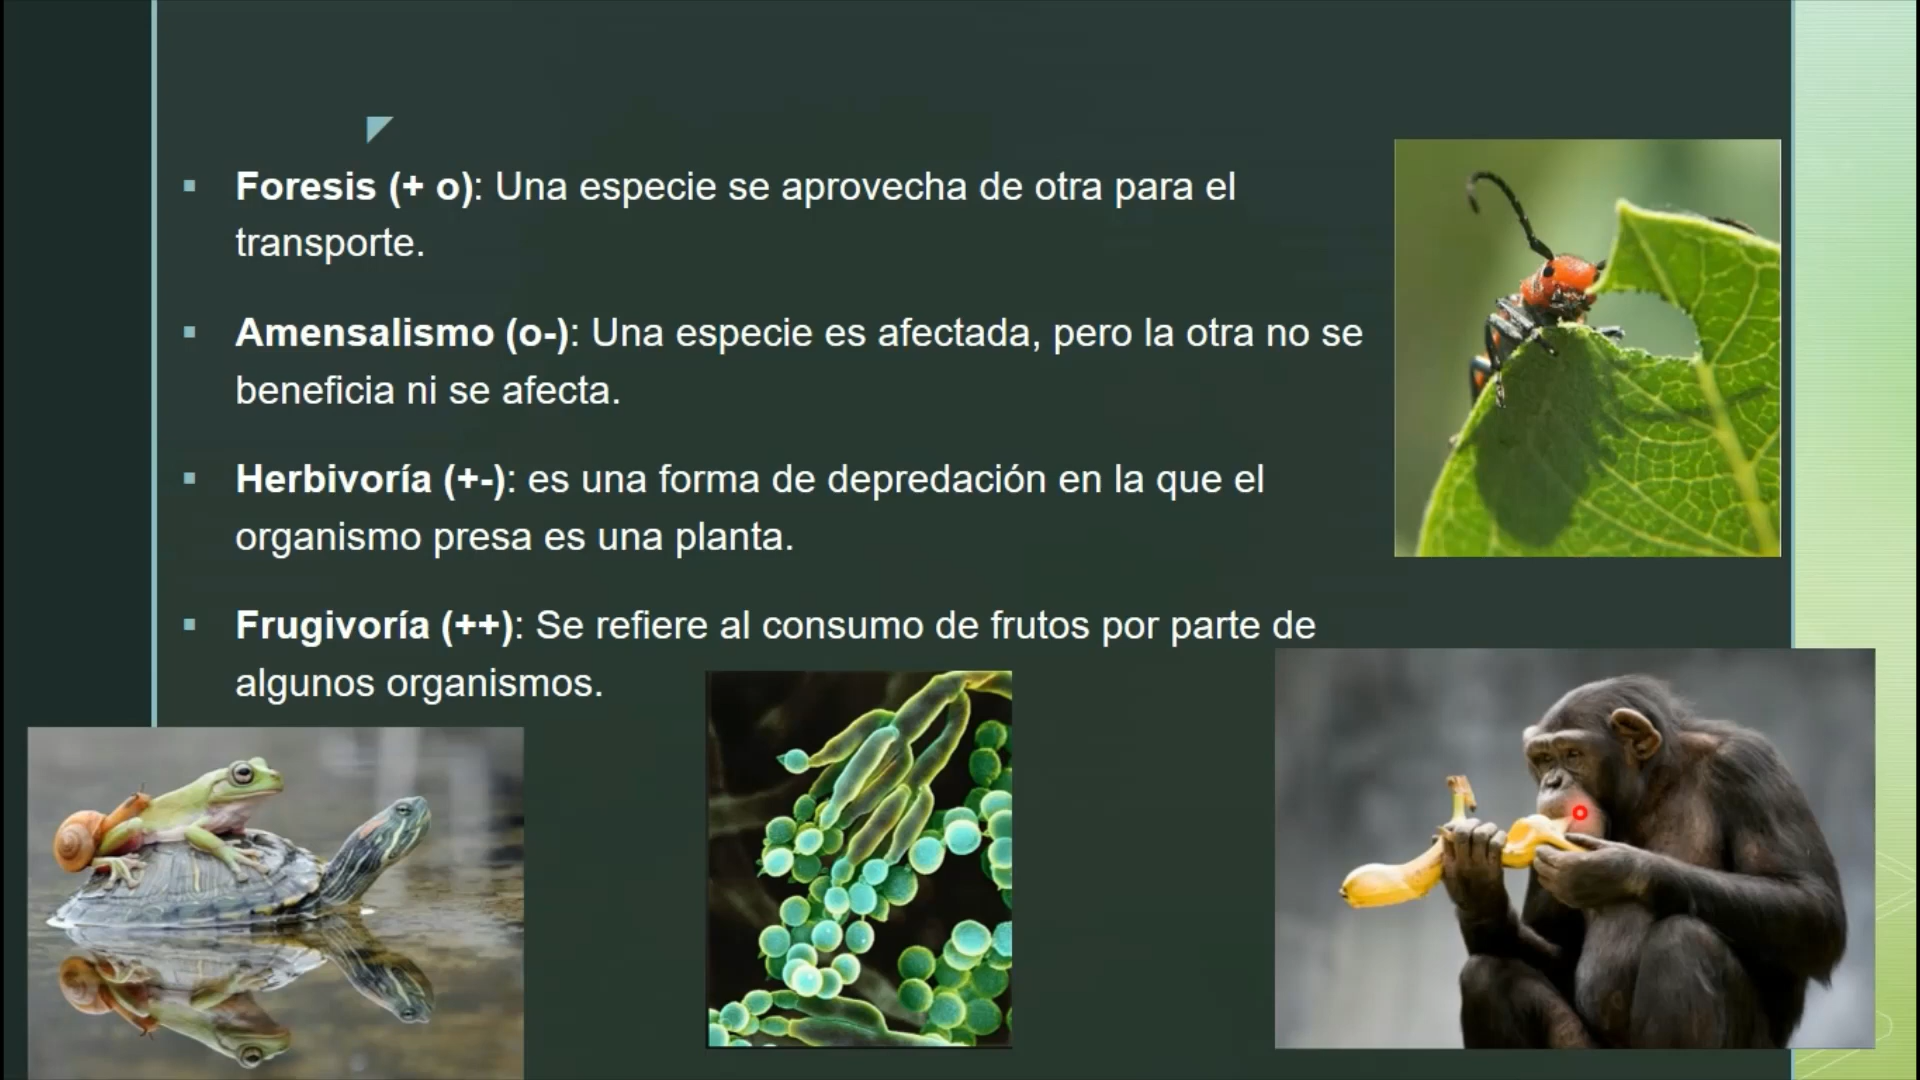 Foresis (+ o): Una especie se aprovecha de otra para el
transporte.
Amensalismo (o-): Una especie es afectada, pero la otra no se
beneficia ni se afecta.
Herbivoría (+-): es una forma de depredación en la que el
organismo presa es una planta.
Frugivoría (++): Se refiere al consumo de frutos por parte de
algunos organismos.